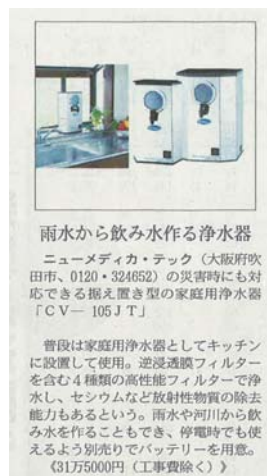 雨水から飲み水作る浄水器
ニューメディカ・テック（大阪府吹
田市、0120・324652）の災害時にも対
応できる据え置き型の家庭用浄水器
「ＣＶ―105ＪＴ」
普段は家庭用浄水器としてキッチン
に設置して使用。逆浸透膜フィルター
を含む４種類の高性能フィルターで浄
水し、セシウムなど放射性物質の除去
能力もあるという。雨水や河川から飲
み水を作ることもでき、停電時でも使
えるよう別売りでバッテリーを用意。
《31万5000円（工事費除く）》